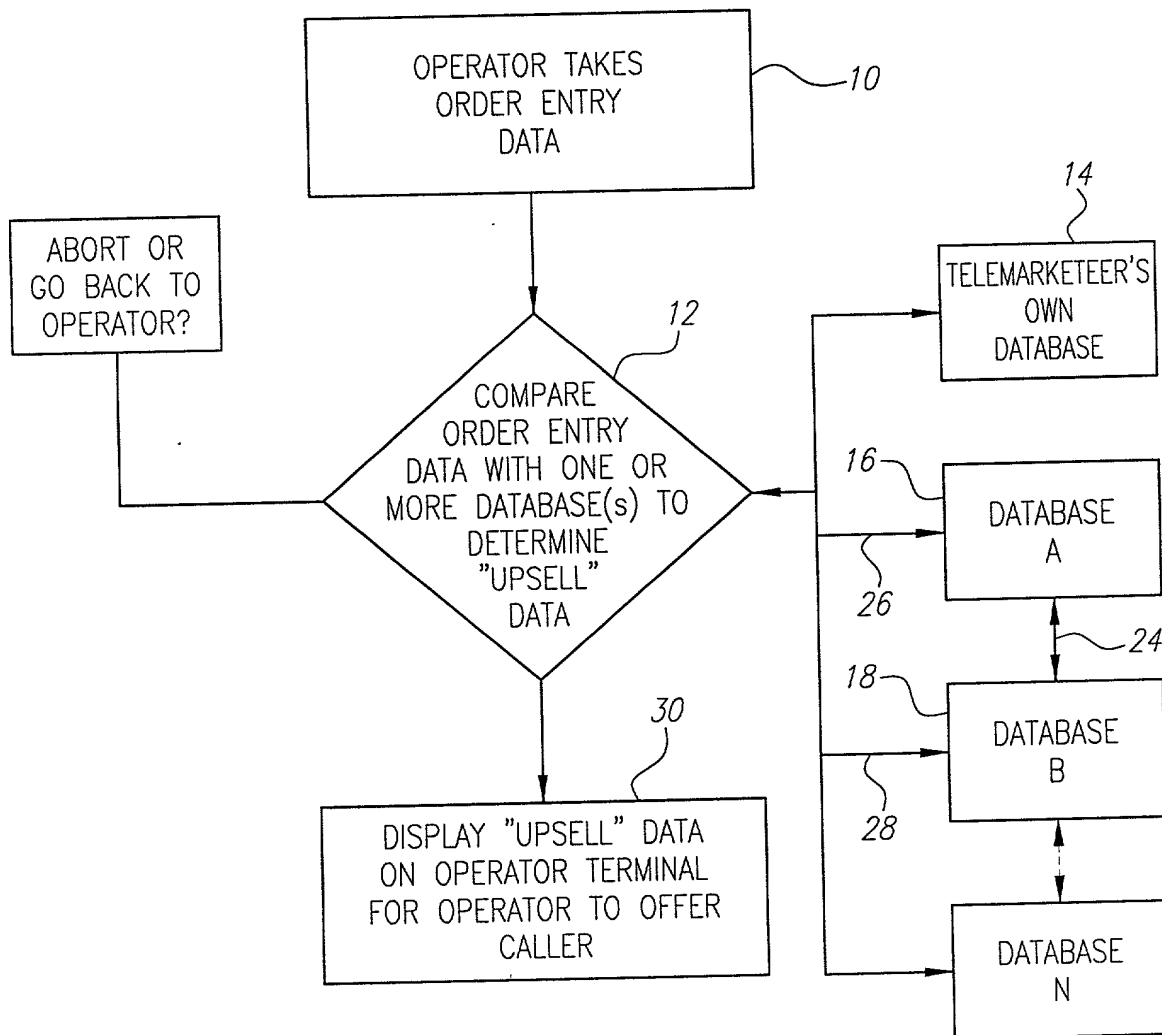 OPERATOR TAKES
ORDER ENTRY
DATA
10
ABORT OR
GO BACK TO
OPERATOR?
12
COMPARE
ORDER ENTRY
DATA WITH ONE OR
MORE DATABASE(s) TO
DETERMINE
"UPSELL"
DATA
14
TELEMARKETEER'S
OWN
DATABASE
16
DATABASE
A
26
24
18
DATABASE
B
28
30
DISPLAY "UPSELL" DATA
ON OPERATOR TERMINAL
FOR OPERATOR TO OFFER
CALLER
DATABASE
N